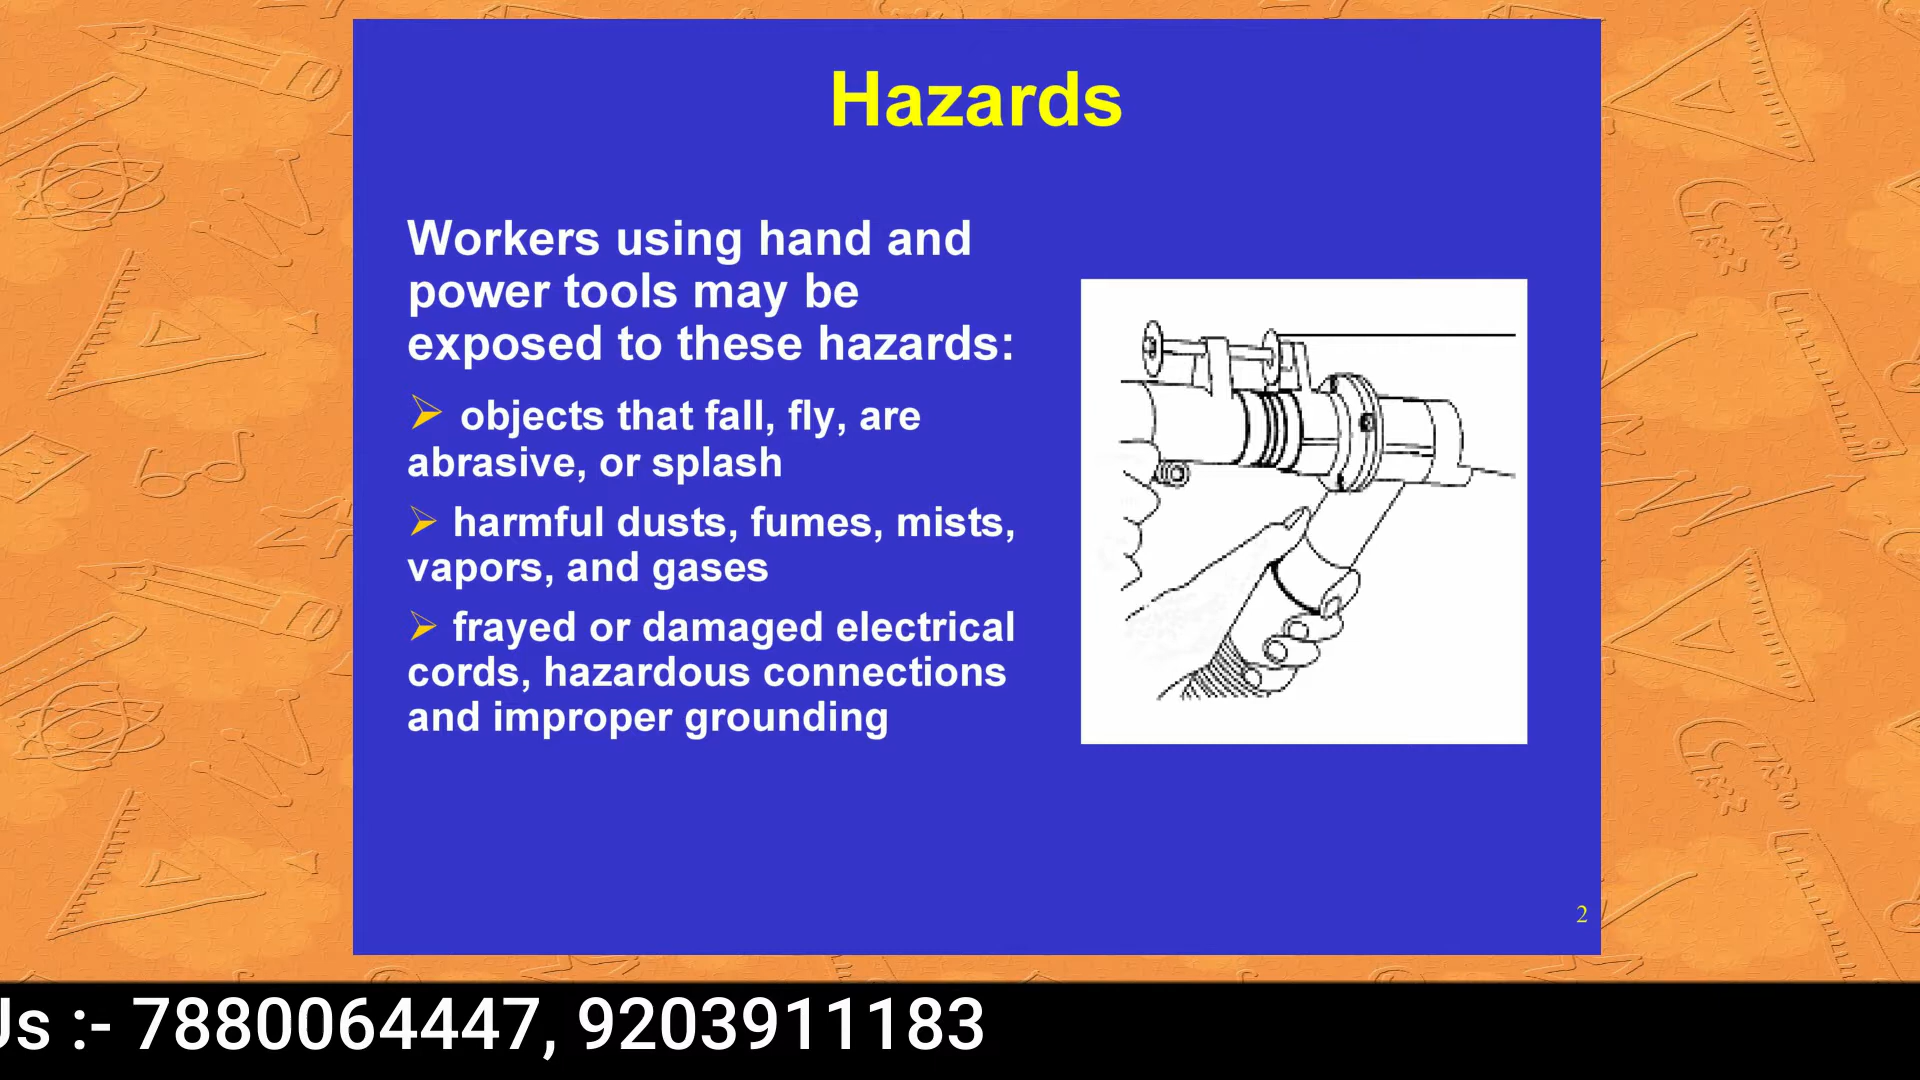 Hazards
Workers using hand and
power tools may be
exposed to these hazards:
➢ objects that fall, fly, are
abrasive, or splash
➢ harmful dusts, fumes, mists,
vapors, and gases
➢ frayed or damaged electrical
cords, hazardous connections
and improper grounding
2
Us :- 7880064447, 9203911183